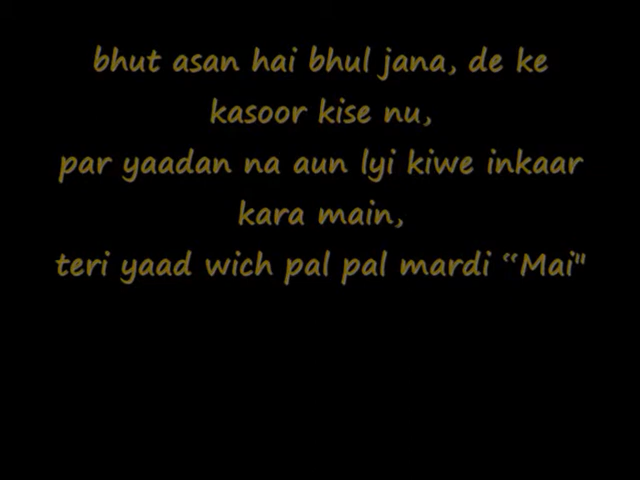 bhut asan hai bhul jana, de ke
kasoor kise nu,
par yaadan na aun lyi kiwe inkaar
kara main,
teri yaad wich pal pal mardi “Mai"